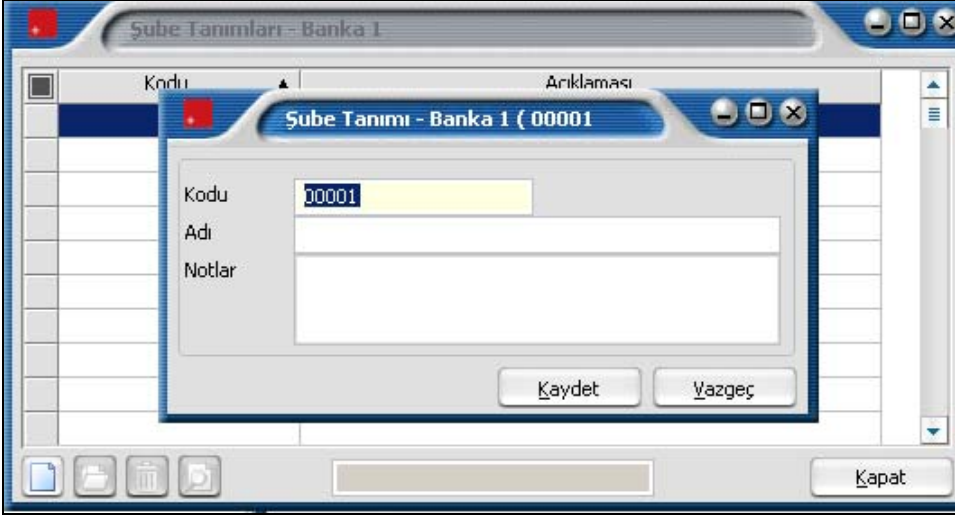 Şube Tanımları - Banka 1
Kodu Açıklaması
Şube Tanımı - Banka 1 ( 00001
Kodu 00001
Adı
Notlar
Kaydet Vazgeç
Kapat